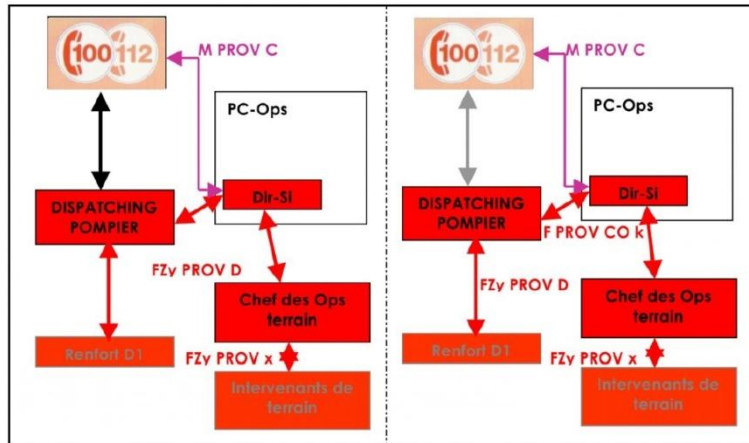 100 112
M PROV C
PC-Ops
Dir-Si
DISPATCHING
POMPIER
FZy PROV D
Chef des Ops
terrain
Renfort D1
FZy PROV x
Intervenants de
terrain
100 112
M PROV C
PC-Ops
Dir-Si
DISPATCHING
POMPIER
F PROV CO k
FZy PROV D
Chef des Ops
terrain
Renfort D1
FZy PROV x
Intervenants de
terrain